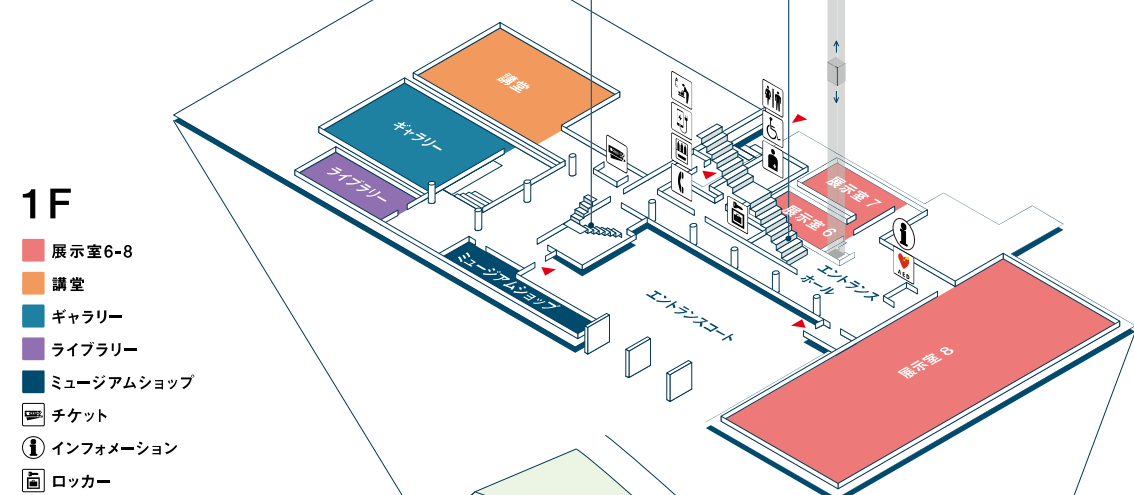 1F
展示室6-8
講堂
ギャラリー
ライブラリー
ミュージアムショップ
チケット
インフォメーション
ロッカー
講堂
ギャラリー
ライブラリー
ミュージアムショップ
エントランスコート
エントランス
ホール
展示室 7
展示室 6
AED
展示室 8